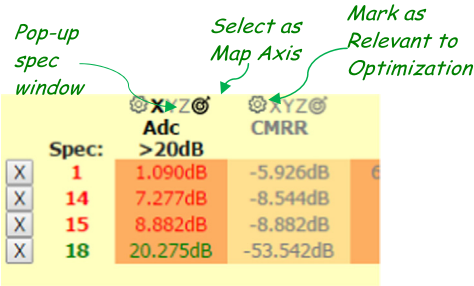 Pop-up
spec
window
Select as
Map Axis
Mark as
Relevant to
Optimization
XYZ XYZ
Adc CMRR
Spec: >20dB
X 1 1.090dB -5.926dB 6
X 14 7.277dB -8.544dB
X 15 8.882dB -8.882dB
X 18 20.275dB -53.542dB